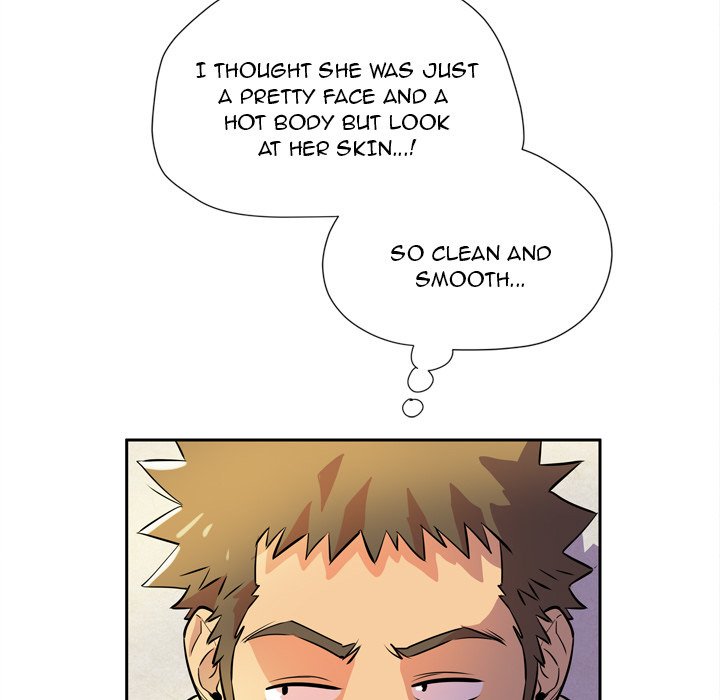 I THOUGHT SHE WAS JUST
A PRETTY FACE AND A
HOT BODY BUT LOOK
AT HER SKIN...!
SO CLEAN AND
SMOOTH...